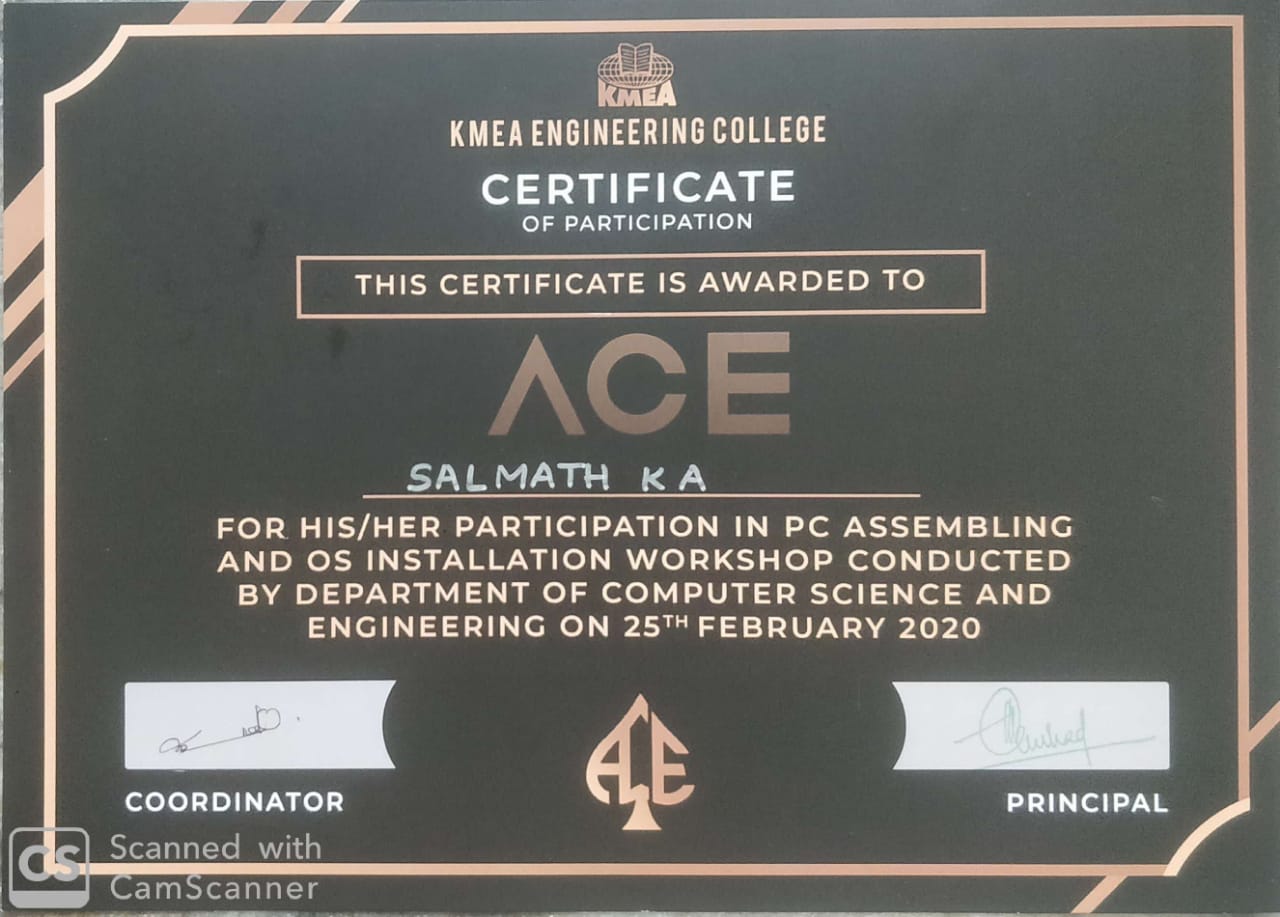 KMEA
KMEA ENGINEERING COLLEGE
CERTIFICATE
OF PARTICIPATION
THIS CERTIFICATE IS AWARDED TO
ACE
SALMATH K A
FOR HIS/HER PARTICIPATION IN PC ASSEMBLING
AND OS INSTALLATION WORKSHOP CONDUCTED
BY DEPARTMENT OF COMPUTER SCIENCE AND
ENGINEERING ON 25TH FEBRUARY 2020
ACE
COORDINATOR
PRINCIPAL
CS
Scanned with
CamScanner